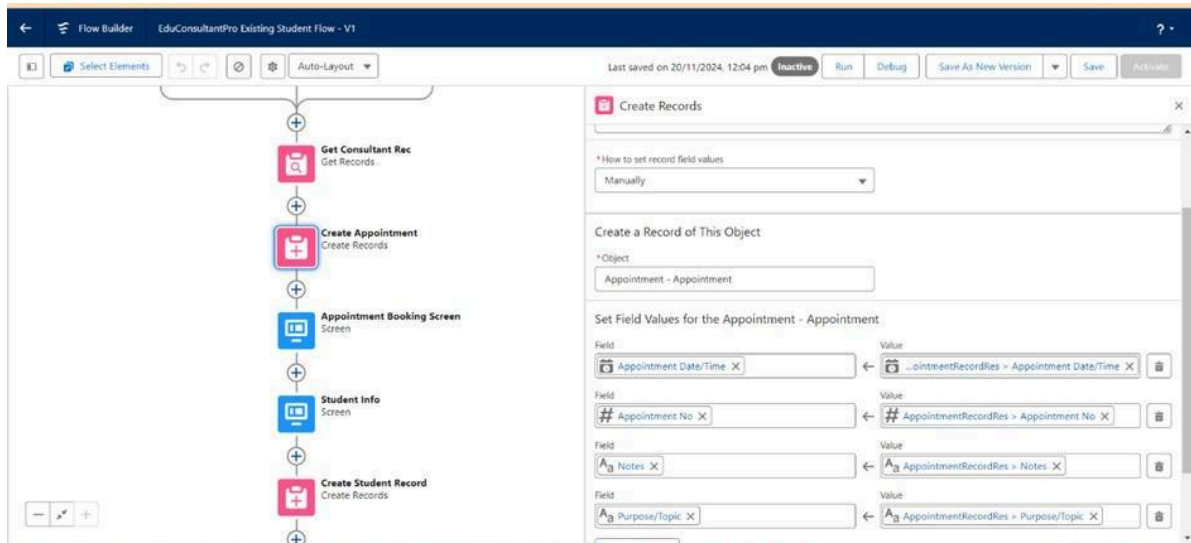 Flow Builder EduConsultantPro Existing Student Flow - V1 ?
Select Elements Auto-Layout Last saved on 20/11/2024, 12:04 pm Inactive Run Debug Save As New Version Save Activate
Create Records
Get Consultant Rec
Get Records
Create Appointment
Create Records
Appointment Booking Screen
Screen
Student Info
Screen
Create Student Record
Create Records
*How to set record field values
Manually
Create a Record of This Object
*Object
Appointment - Appointment
Set Field Values for the Appointment - Appointment
Field Value
Appointment Date/Time ...ointmentRecordRes > Appointment Date/Time
Field Value
Appointment No AppointmentRecordRes > Appointment No
Field Value
Aa Notes Aa AppointmentRecordRes > Notes
Field Value
Aa Purpose/Topic Aa AppointmentRecordRes > Purpose/Topic